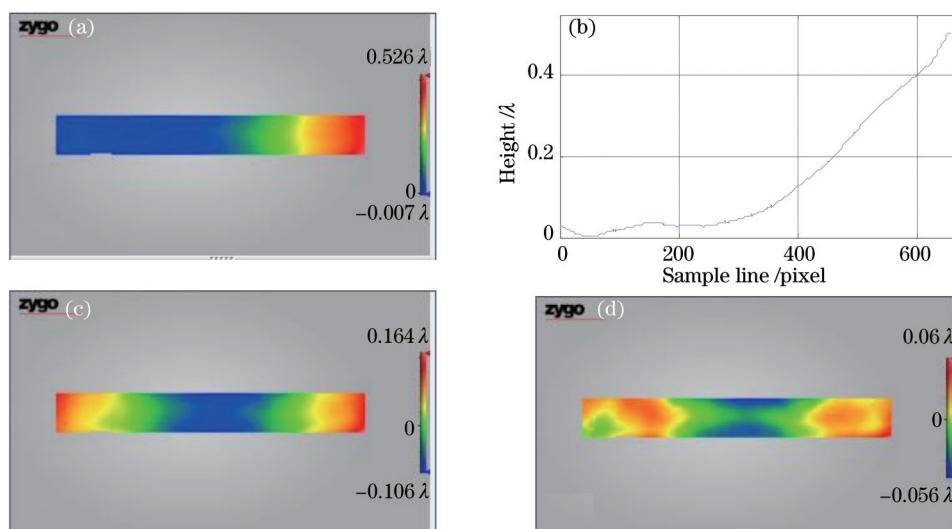 zygo (a)
0.526 λ
0
−0.007 λ
(b)
Height /λ
0.4
0.2
0
0 200 400 600
Sample line /pixel
zygo (c)
0.164 λ
0
−0.106 λ
zygo (d)
0.06 λ
0
−0.056 λ